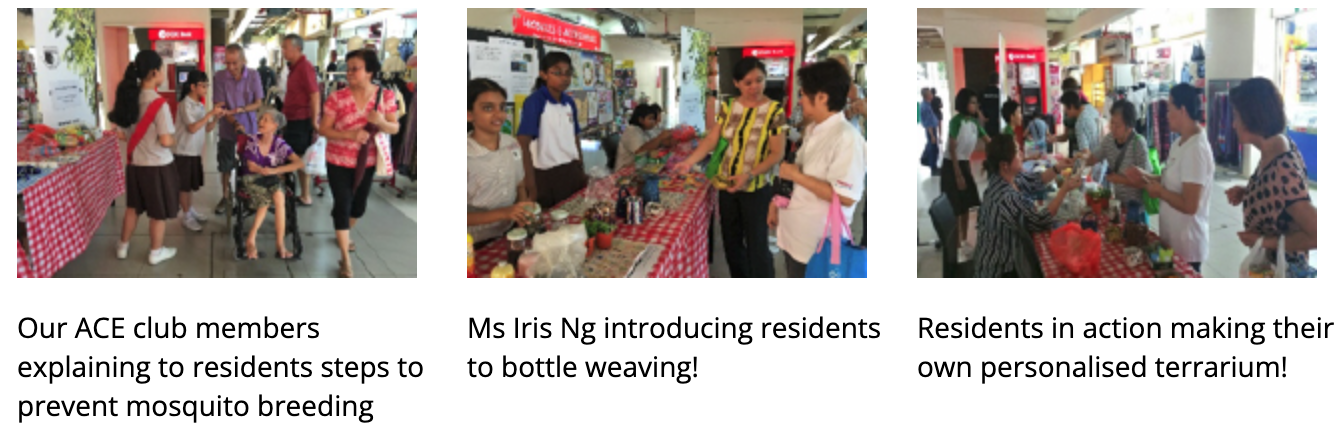 Our ACE club members
explaining to residents steps to
prevent mosquito breeding
Ms Iris Ng introducing residents
to bottle weaving!
Residents in action making their
own personalised terrarium!